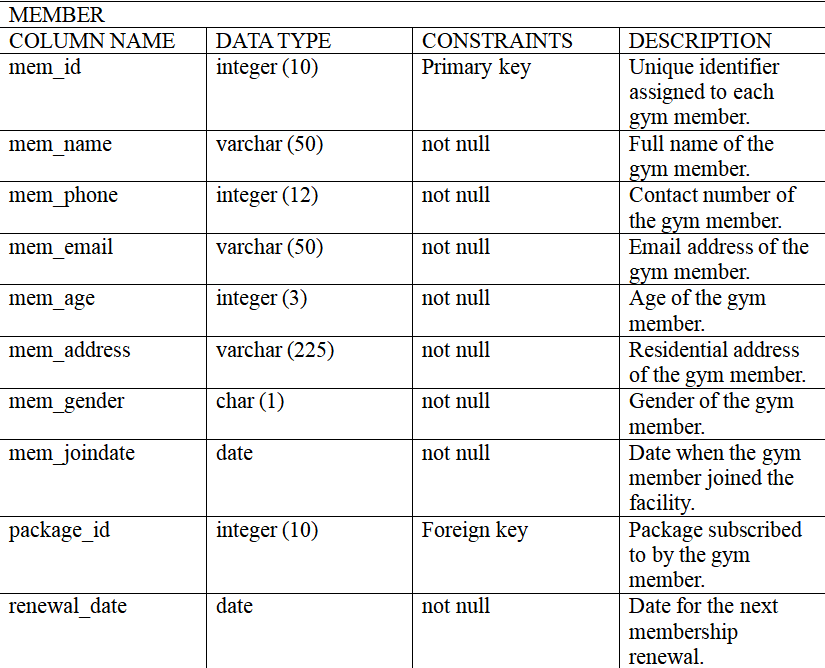 MEMBER
COLUMN NAME DATA TYPE CONSTRAINTS DESCRIPTION
mem_id integer (10) Primary key Unique identifier
assigned to each
gym member.
mem_name varchar (50) not null Full name of the
gym member.
mem_phone integer (12) not null Contact number of
the gym member.
mem_email varchar (50) not null Email address of the
gym member.
mem_age integer (3) not null Age of the gym
member.
mem_address varchar (225) not null Residential address
of the gym member.
mem_gender char (1) not null Gender of the gym
member.
mem_joindate date not null Date when the gym
member joined the
facility.
package_id integer (10) Foreign key Package subscribed
to by the gym
member.
renewal_date date not null Date for the next
membership
renewal.